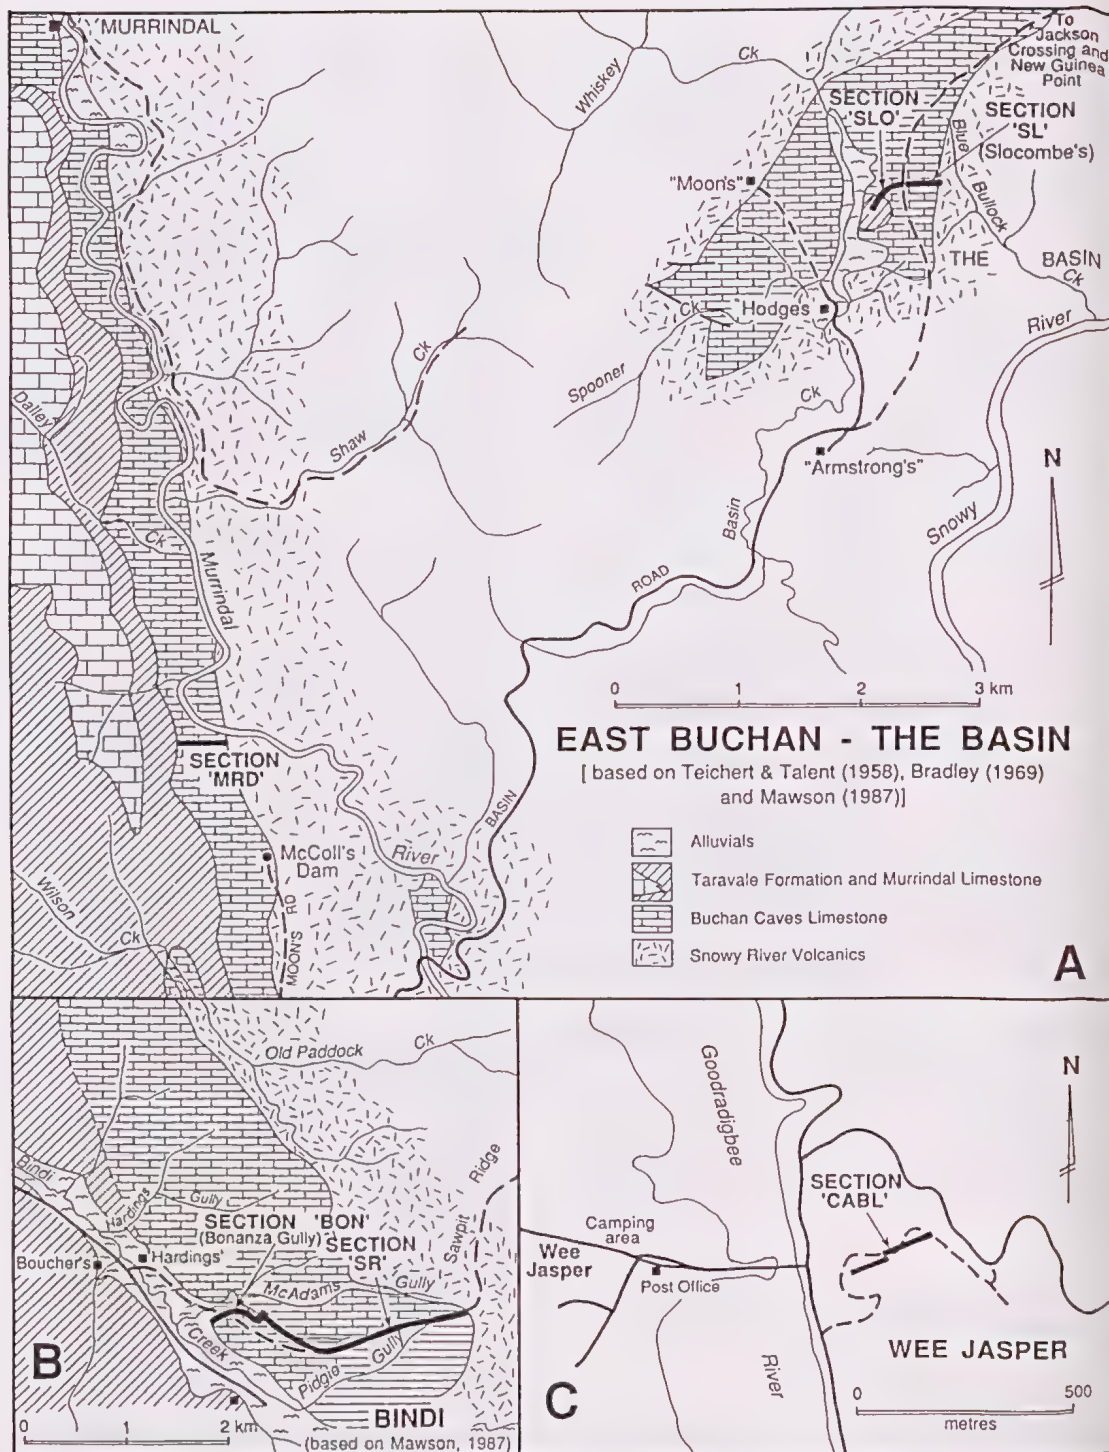 'MURRINDAL
Whiskey
Ck
To
Jackson
Crossing and
New Guinea
Point
SECTION
'SLO'
SECTION
'SL'
(Slocombe's)
Blue
Bullock
Ck
"Moon's"
THE BASIN
River
Hodges
Ck
Spooner
Ck
Shaw
Ck
Dalley
Ck
Murrindal
"Armstrong's"
Basin
Snowy
N
ROAD
0 1 2 3 km
EAST BUCHAN - THE BASIN
[ based on Teichert & Talent (1958), Bradley (1969)
and Mawson (1987)]
SECTION
'MRD'
BASIN
McColl's
Dam
River
MOON'S RD
Wilson
Ck
Alluvials
Taravale Formation and Murrindal Limestone
Buchan Caves Limestone
Snowy River Volcanics
A
Old Paddock Ck
Bindi
Hardings
Gully
SECTION 'BON'
(Bonanza Gully)
SECTION
'SR'
Sawpit
Ridge
Boucher's
'Hardings'
McAdams
Gully
Creek
Pidgie
Gully
B
0 1 2 km
BINDI
(based on Mawson, 1987)
Goodradigbee
N
SECTION
'CABL'
Camping
area
Wee
Jasper
Post Office
River
WEE JASPER
C
0 500
metres